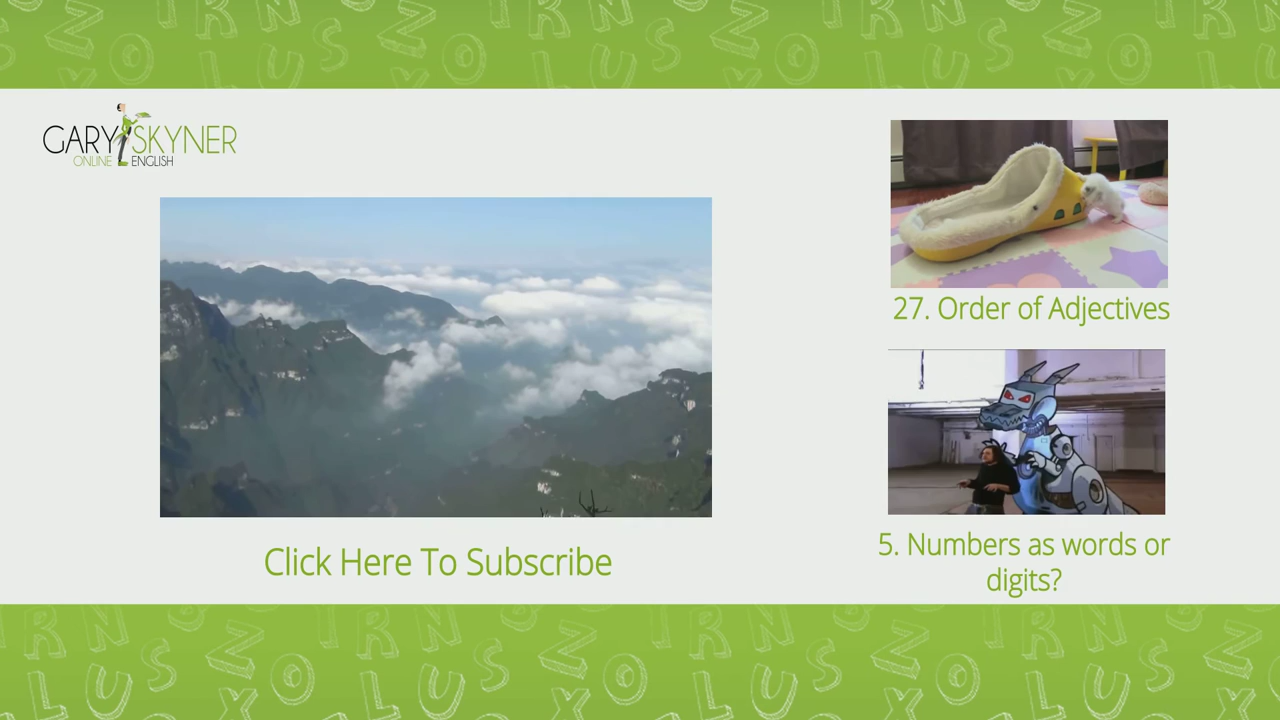 GARY SKYNER
ONLINE ENGLISH
27. Order of Adjectives
Click Here To Subscribe
5. Numbers as words or
digits?